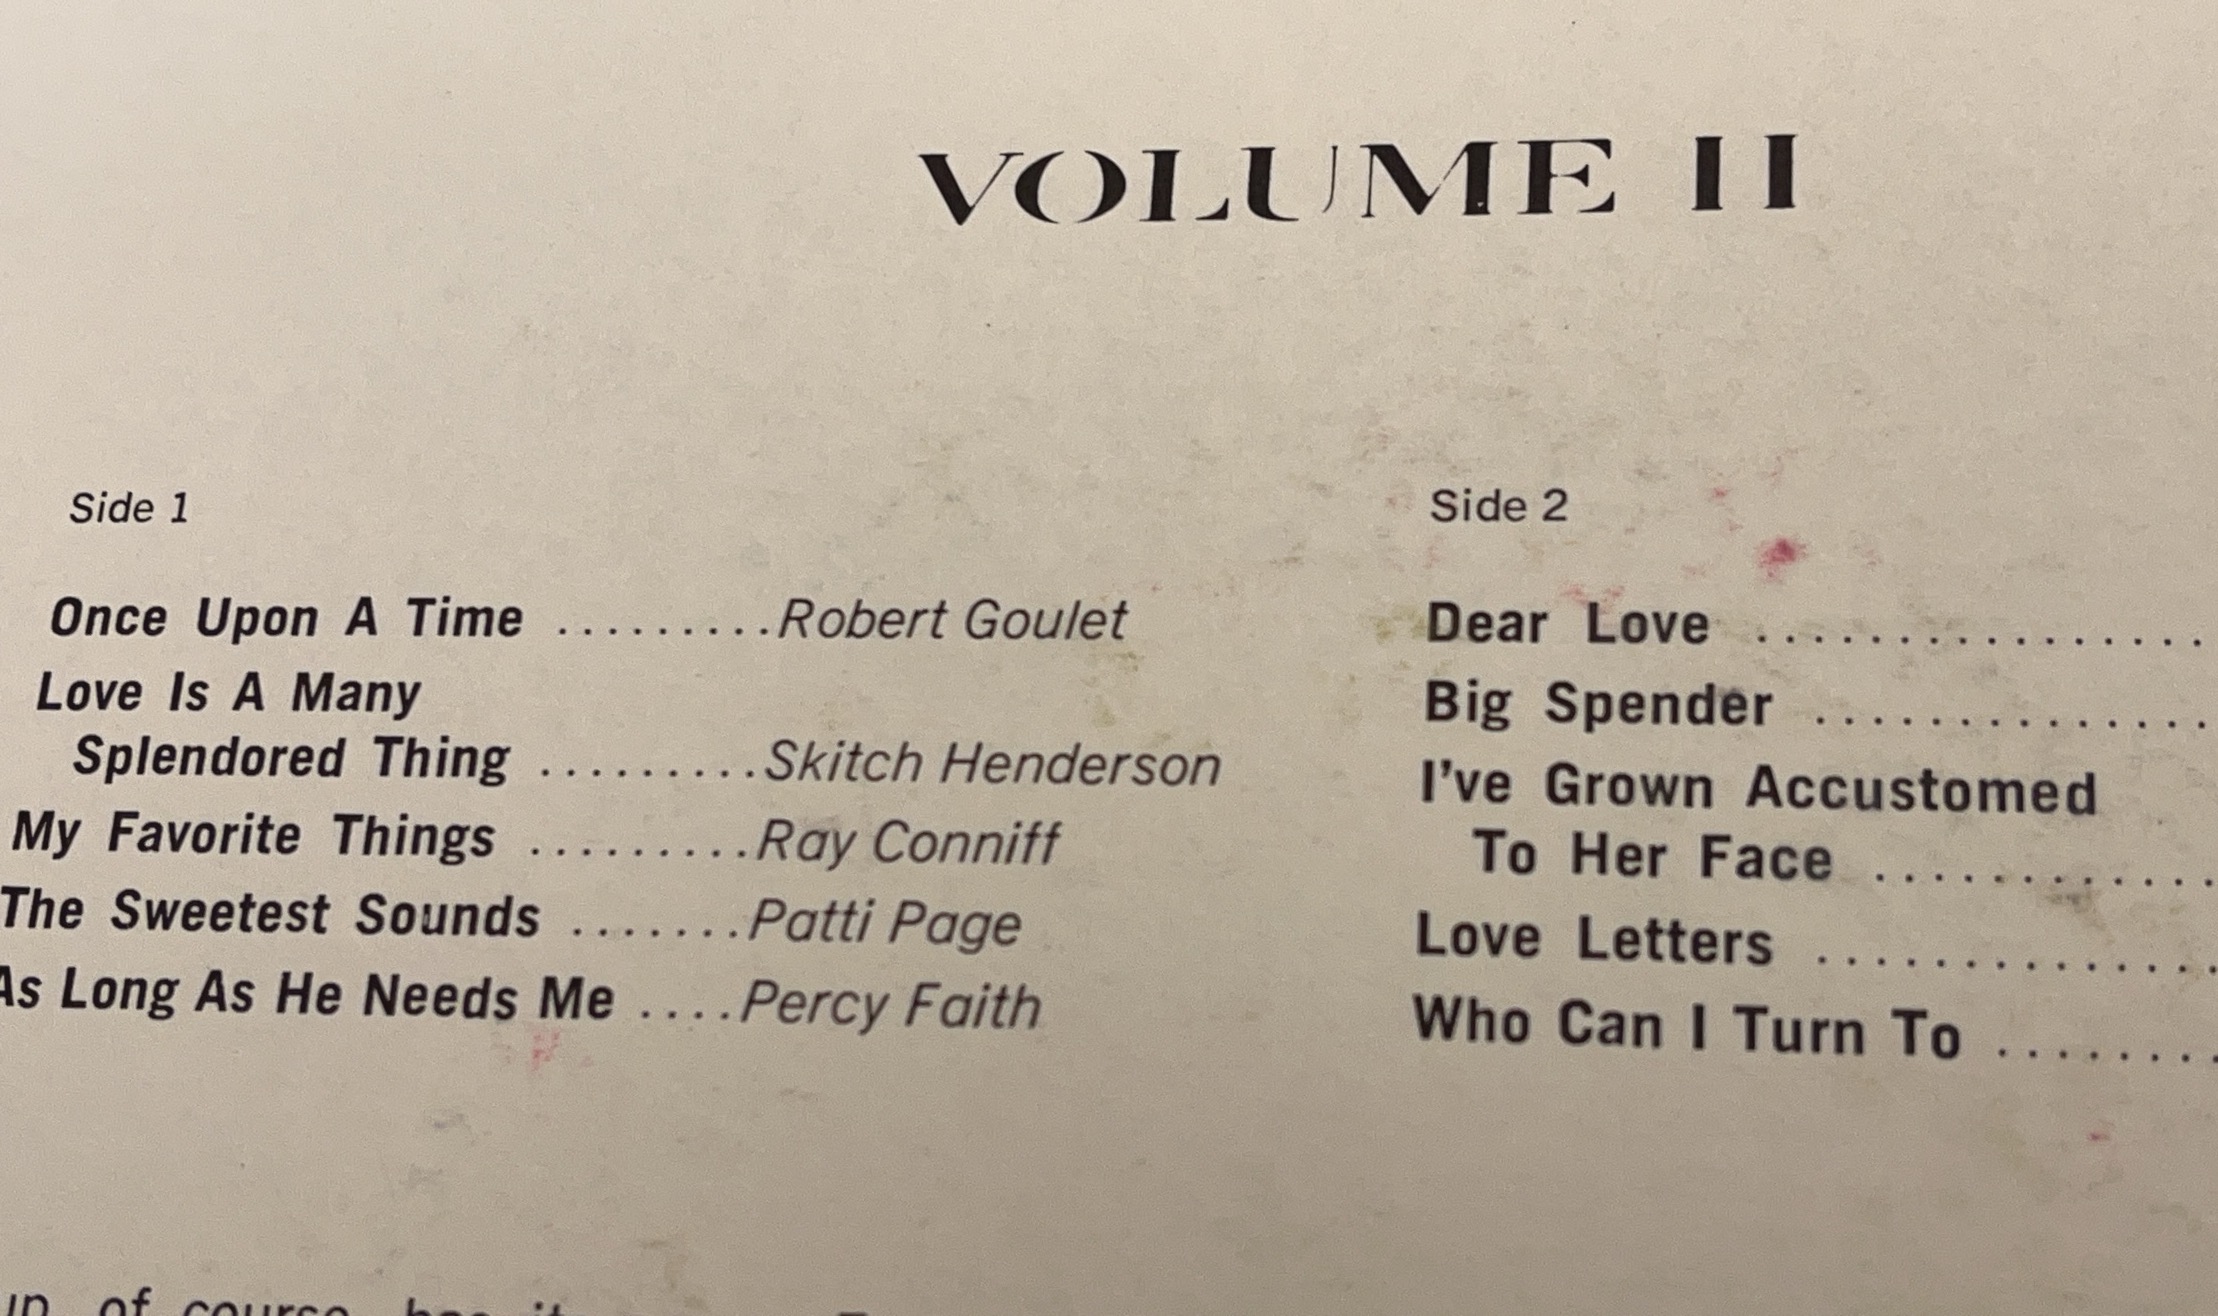 VOLUME II
Side 1
Once Upon A Time .........Robert Goulet
Love Is A Many
Splendored Thing .........Skitch Henderson
My Favorite Things .........Ray Conniff
The Sweetest Sounds .......Patti Page
As Long As He Needs Me ....Percy Faith
Side 2
Dear Love ................
Big Spender ..............
I've Grown Accustomed
To Her Face ............
Love Letters ..............
Who Can I Turn To ........
of course